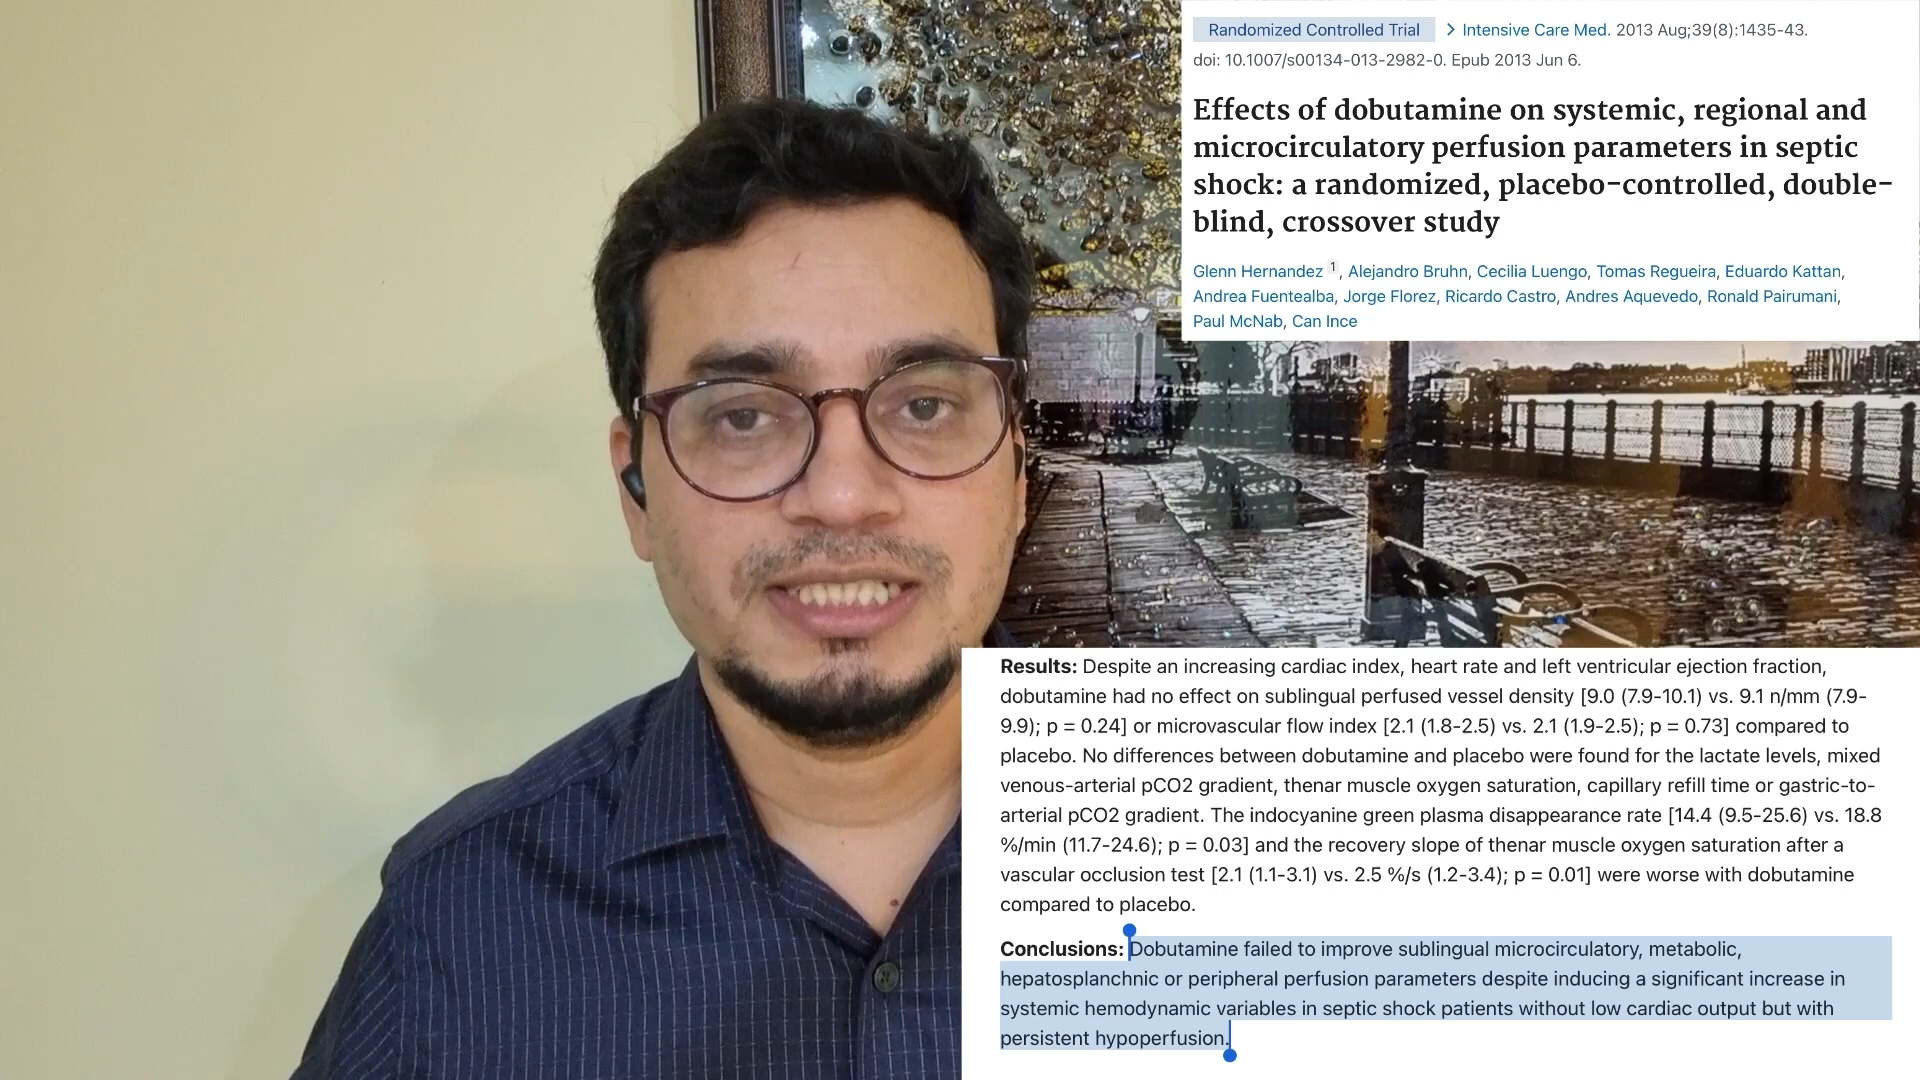 Randomized Controlled Trial > Intensive Care Med. 2013 Aug;39(8):1435-43.
doi: 10.1007/s00134-013-2982-0. Epub 2013 Jun 6.
Effects of dobutamine on systemic, regional and
microcirculatory perfusion parameters in septic
shock: a randomized, placebo-controlled, double-
blind, crossover study
Glenn Hernandez 1, Alejandro Bruhn, Cecilia Luengo, Tomas Regueira, Eduardo Kattan,
Andrea Fuentealba, Jorge Florez, Ricardo Castro, Andres Aquevedo, Ronald Pairumani,
Paul McNab, Can Ince
Results: Despite an increasing cardiac index, heart rate and left ventricular ejection fraction,
dobutamine had no effect on sublingual perfused vessel density [9.0 (7.9-10.1) vs. 9.1 n/mm (7.9-
9.9); p = 0.24] or microvascular flow index [2.1 (1.8-2.5) vs. 2.1 (1.9-2.5); p = 0.73] compared to
placebo. No differences between dobutamine and placebo were found for the lactate levels, mixed
venous-arterial pCO2 gradient, thenar muscle oxygen saturation, capillary refill time or gastric-to-
arterial pCO2 gradient. The indocyanine green plasma disappearance rate [14.4 (9.5-25.6) vs. 18.8
%/min (11.7-24.6); p = 0.03] and the recovery slope of thenar muscle oxygen saturation after a
vascular occlusion test [2.1 (1.1-3.1) vs. 2.5 %/s (1.2-3.4); p = 0.01] were worse with dobutamine
compared to placebo.
Conclusions: Dobutamine failed to improve sublingual microcirculatory, metabolic,
hepatosplanchnic or peripheral perfusion parameters despite inducing a significant increase in
systemic hemodynamic variables in septic shock patients without low cardiac output but with
persistent hypoperfusion.